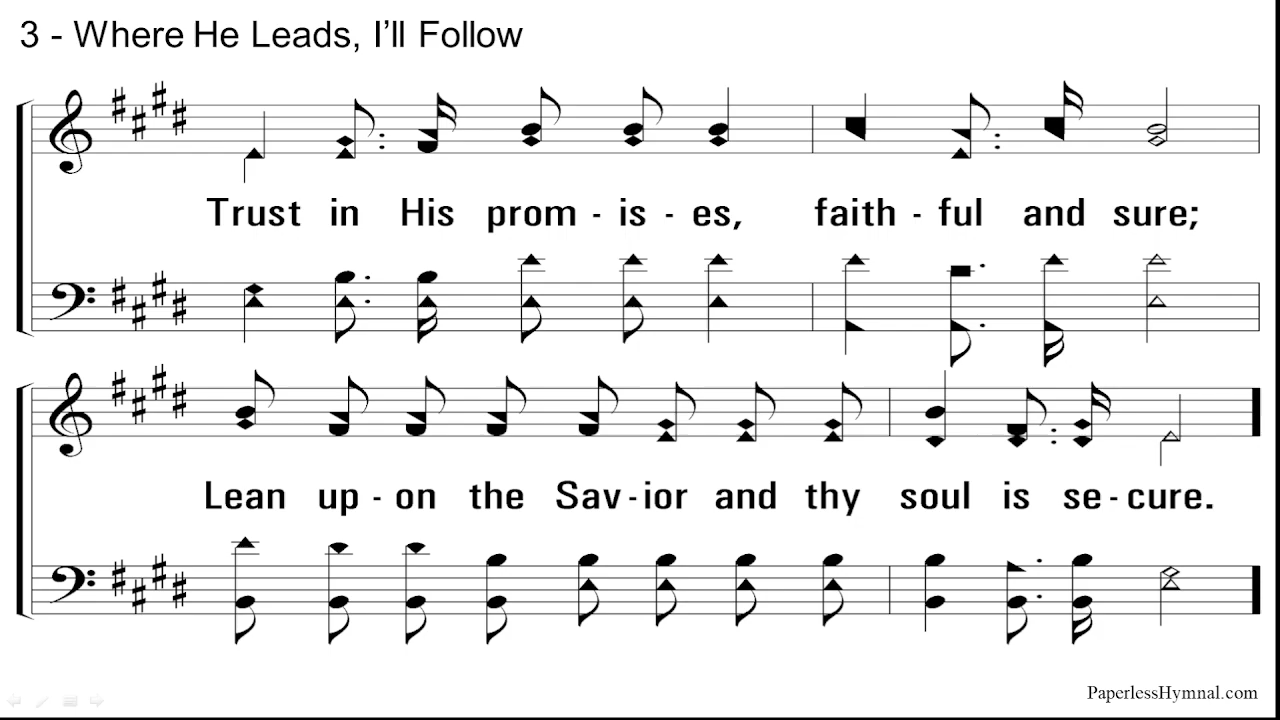 3 - Where He Leads, I'll Follow
Trust in His prom - is - es, faith - ful and sure;
Lean up - on the Sav - ior and thy soul is se - cure.
PaperlessHymnal.com